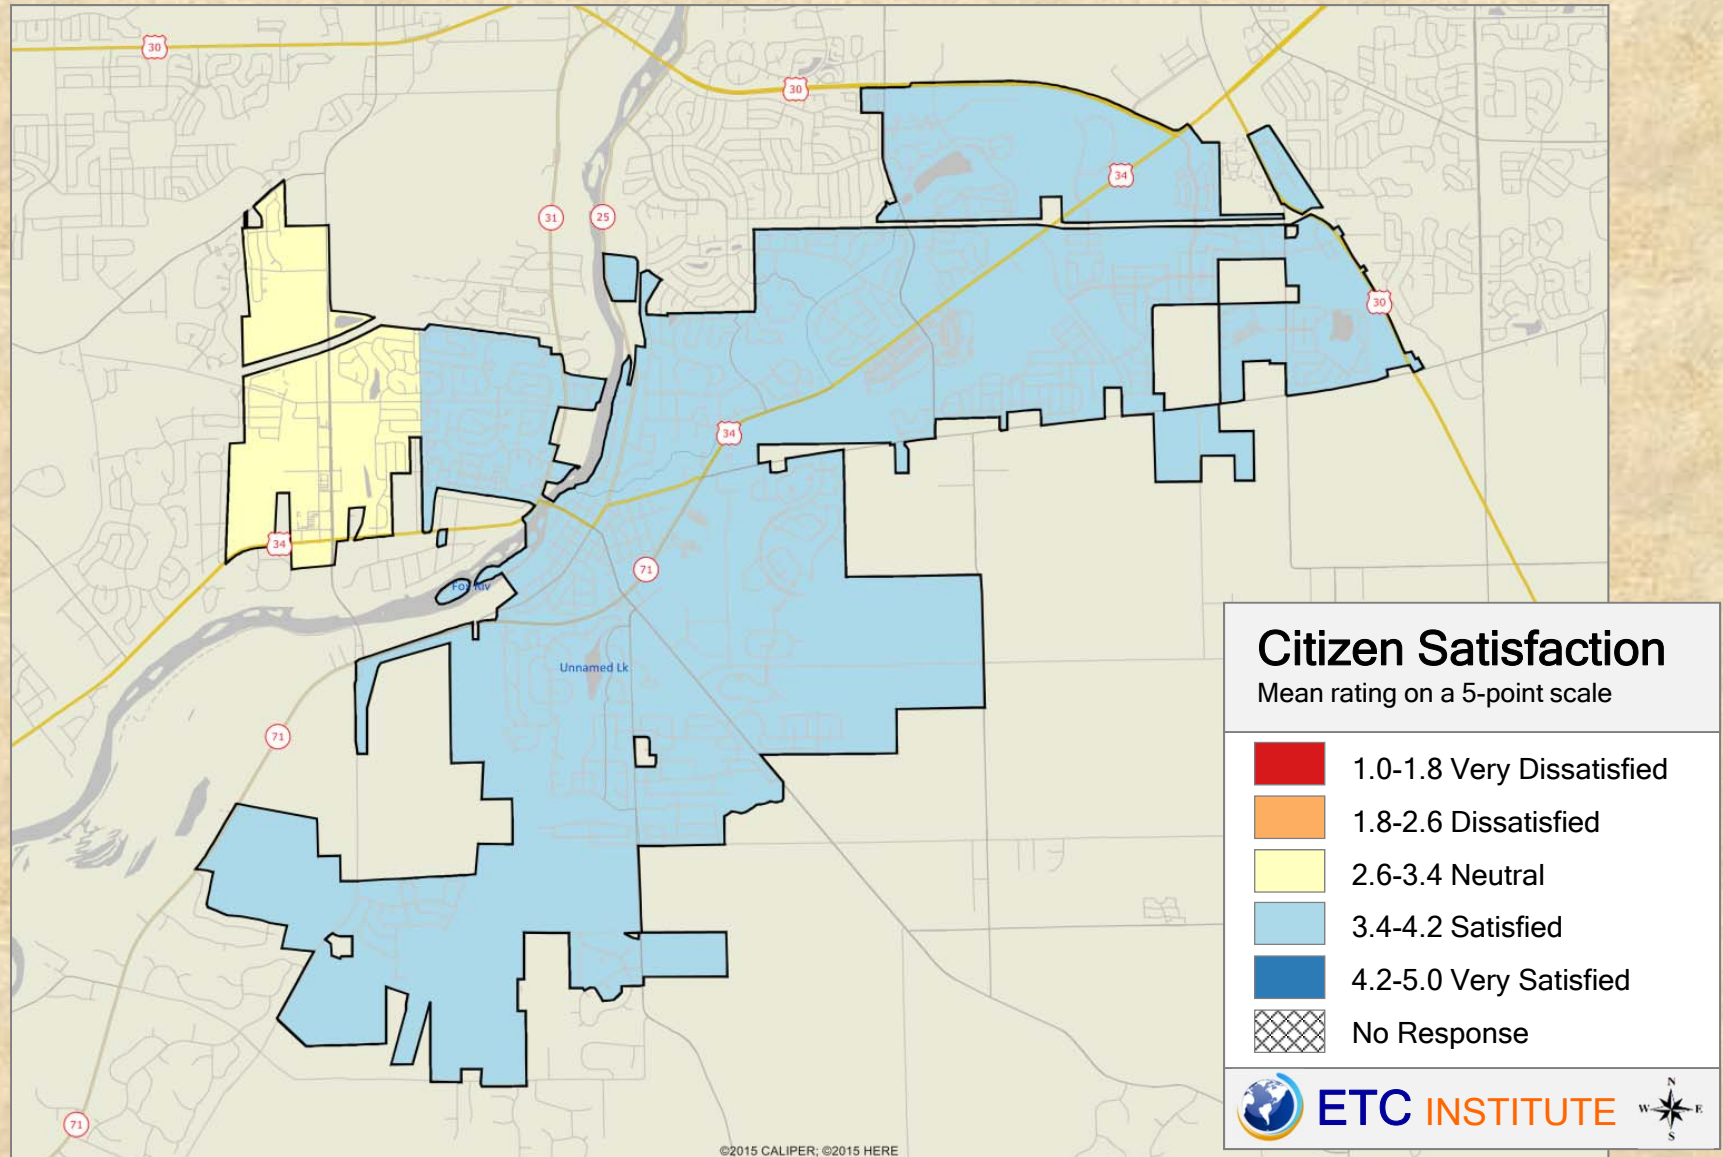 30
30
34
31
25
30
34
34
71
Fox Riv
Unnamed Lk
71
71
©2015 CALIPER; ©2015 HERE
Citizen Satisfaction
Mean rating on a 5-point scale
1.0-1.8 Very Dissatisfied
1.8-2.6 Dissatisfied
2.6-3.4 Neutral
3.4-4.2 Satisfied
4.2-5.0 Very Satisfied
No Response
ETC INSTITUTE
N
W E
S